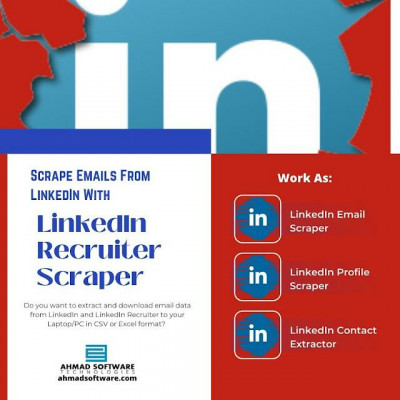 in
Scrape Emails From
LinkedIn With
LinkedIn
Recruiter
Scraper
Do you want to extract and download email data
from LinkedIn and LinkedIn Recruiter to your
Laptop/PC in CSV or Excel format?
AHMAD SOFTWARE
TECHNOLOGIES
ahmadsoftware.com
Work As:
in
LinkedIn Email
Scraper
in
LinkedIn Profile
Scraper
in
LinkedIn Contact
Extractor